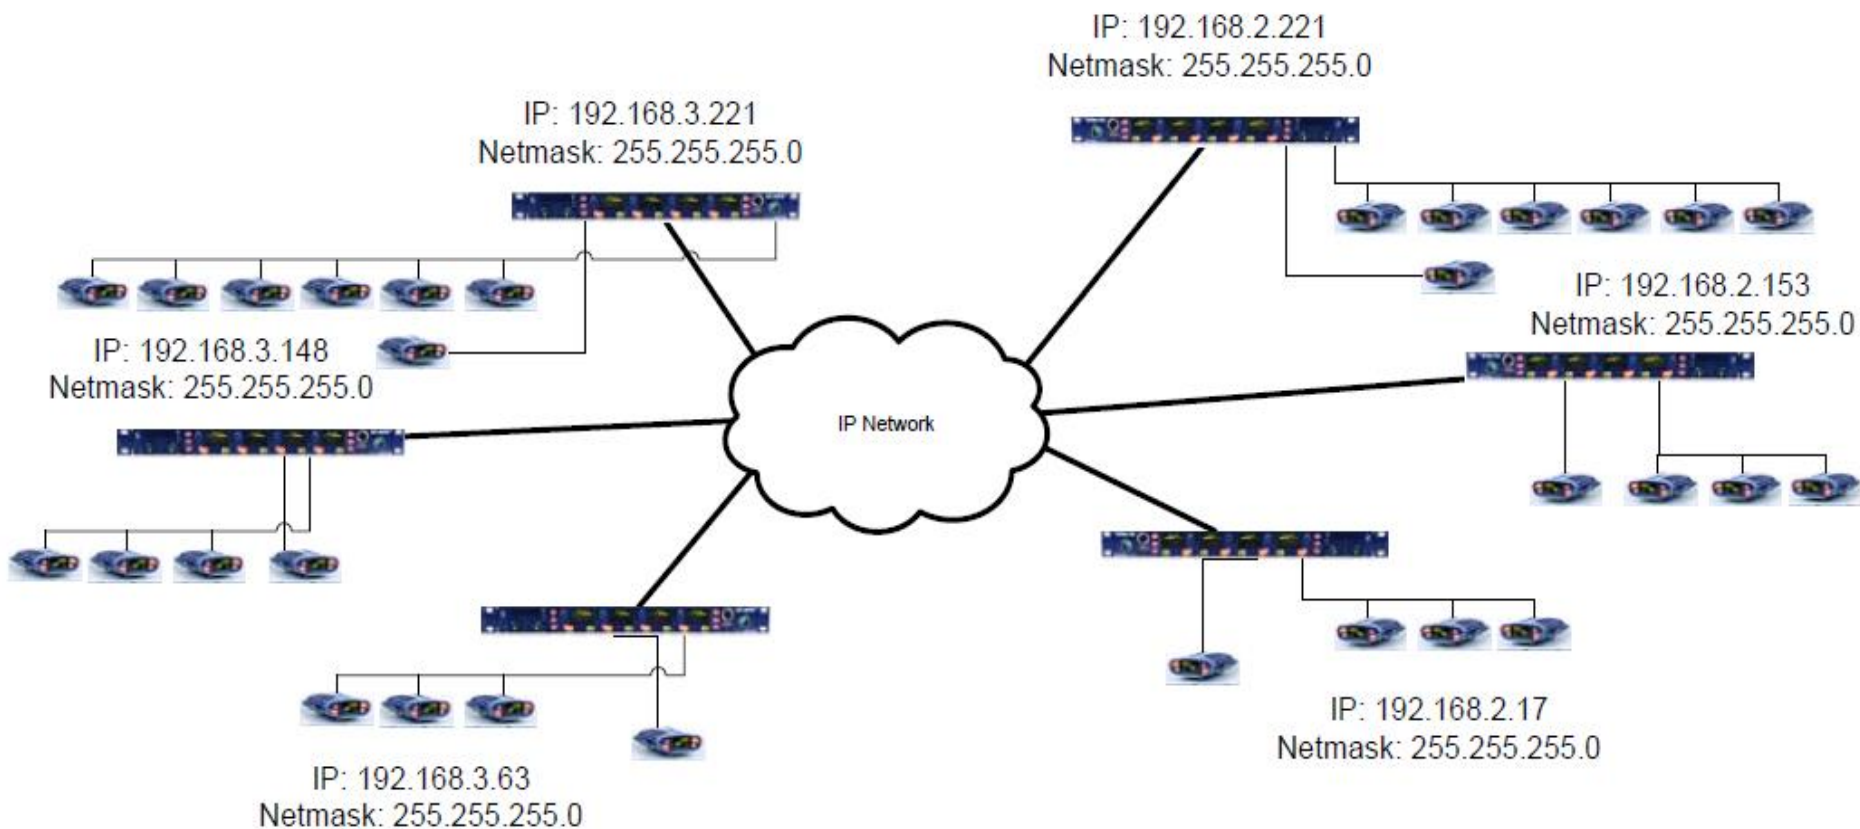 IP: 192.168.2.221
Netmask: 255.255.255.0
IP: 192.168.3.221
Netmask: 255.255.255.0
IP: 192.168.2.153
Netmask: 255.255.255.0
IP: 192.168.3.148
Netmask: 255.255.255.0
IP Network
IP: 192.168.2.17
Netmask: 255.255.255.0
IP: 192.168.3.63
Netmask: 255.255.255.0